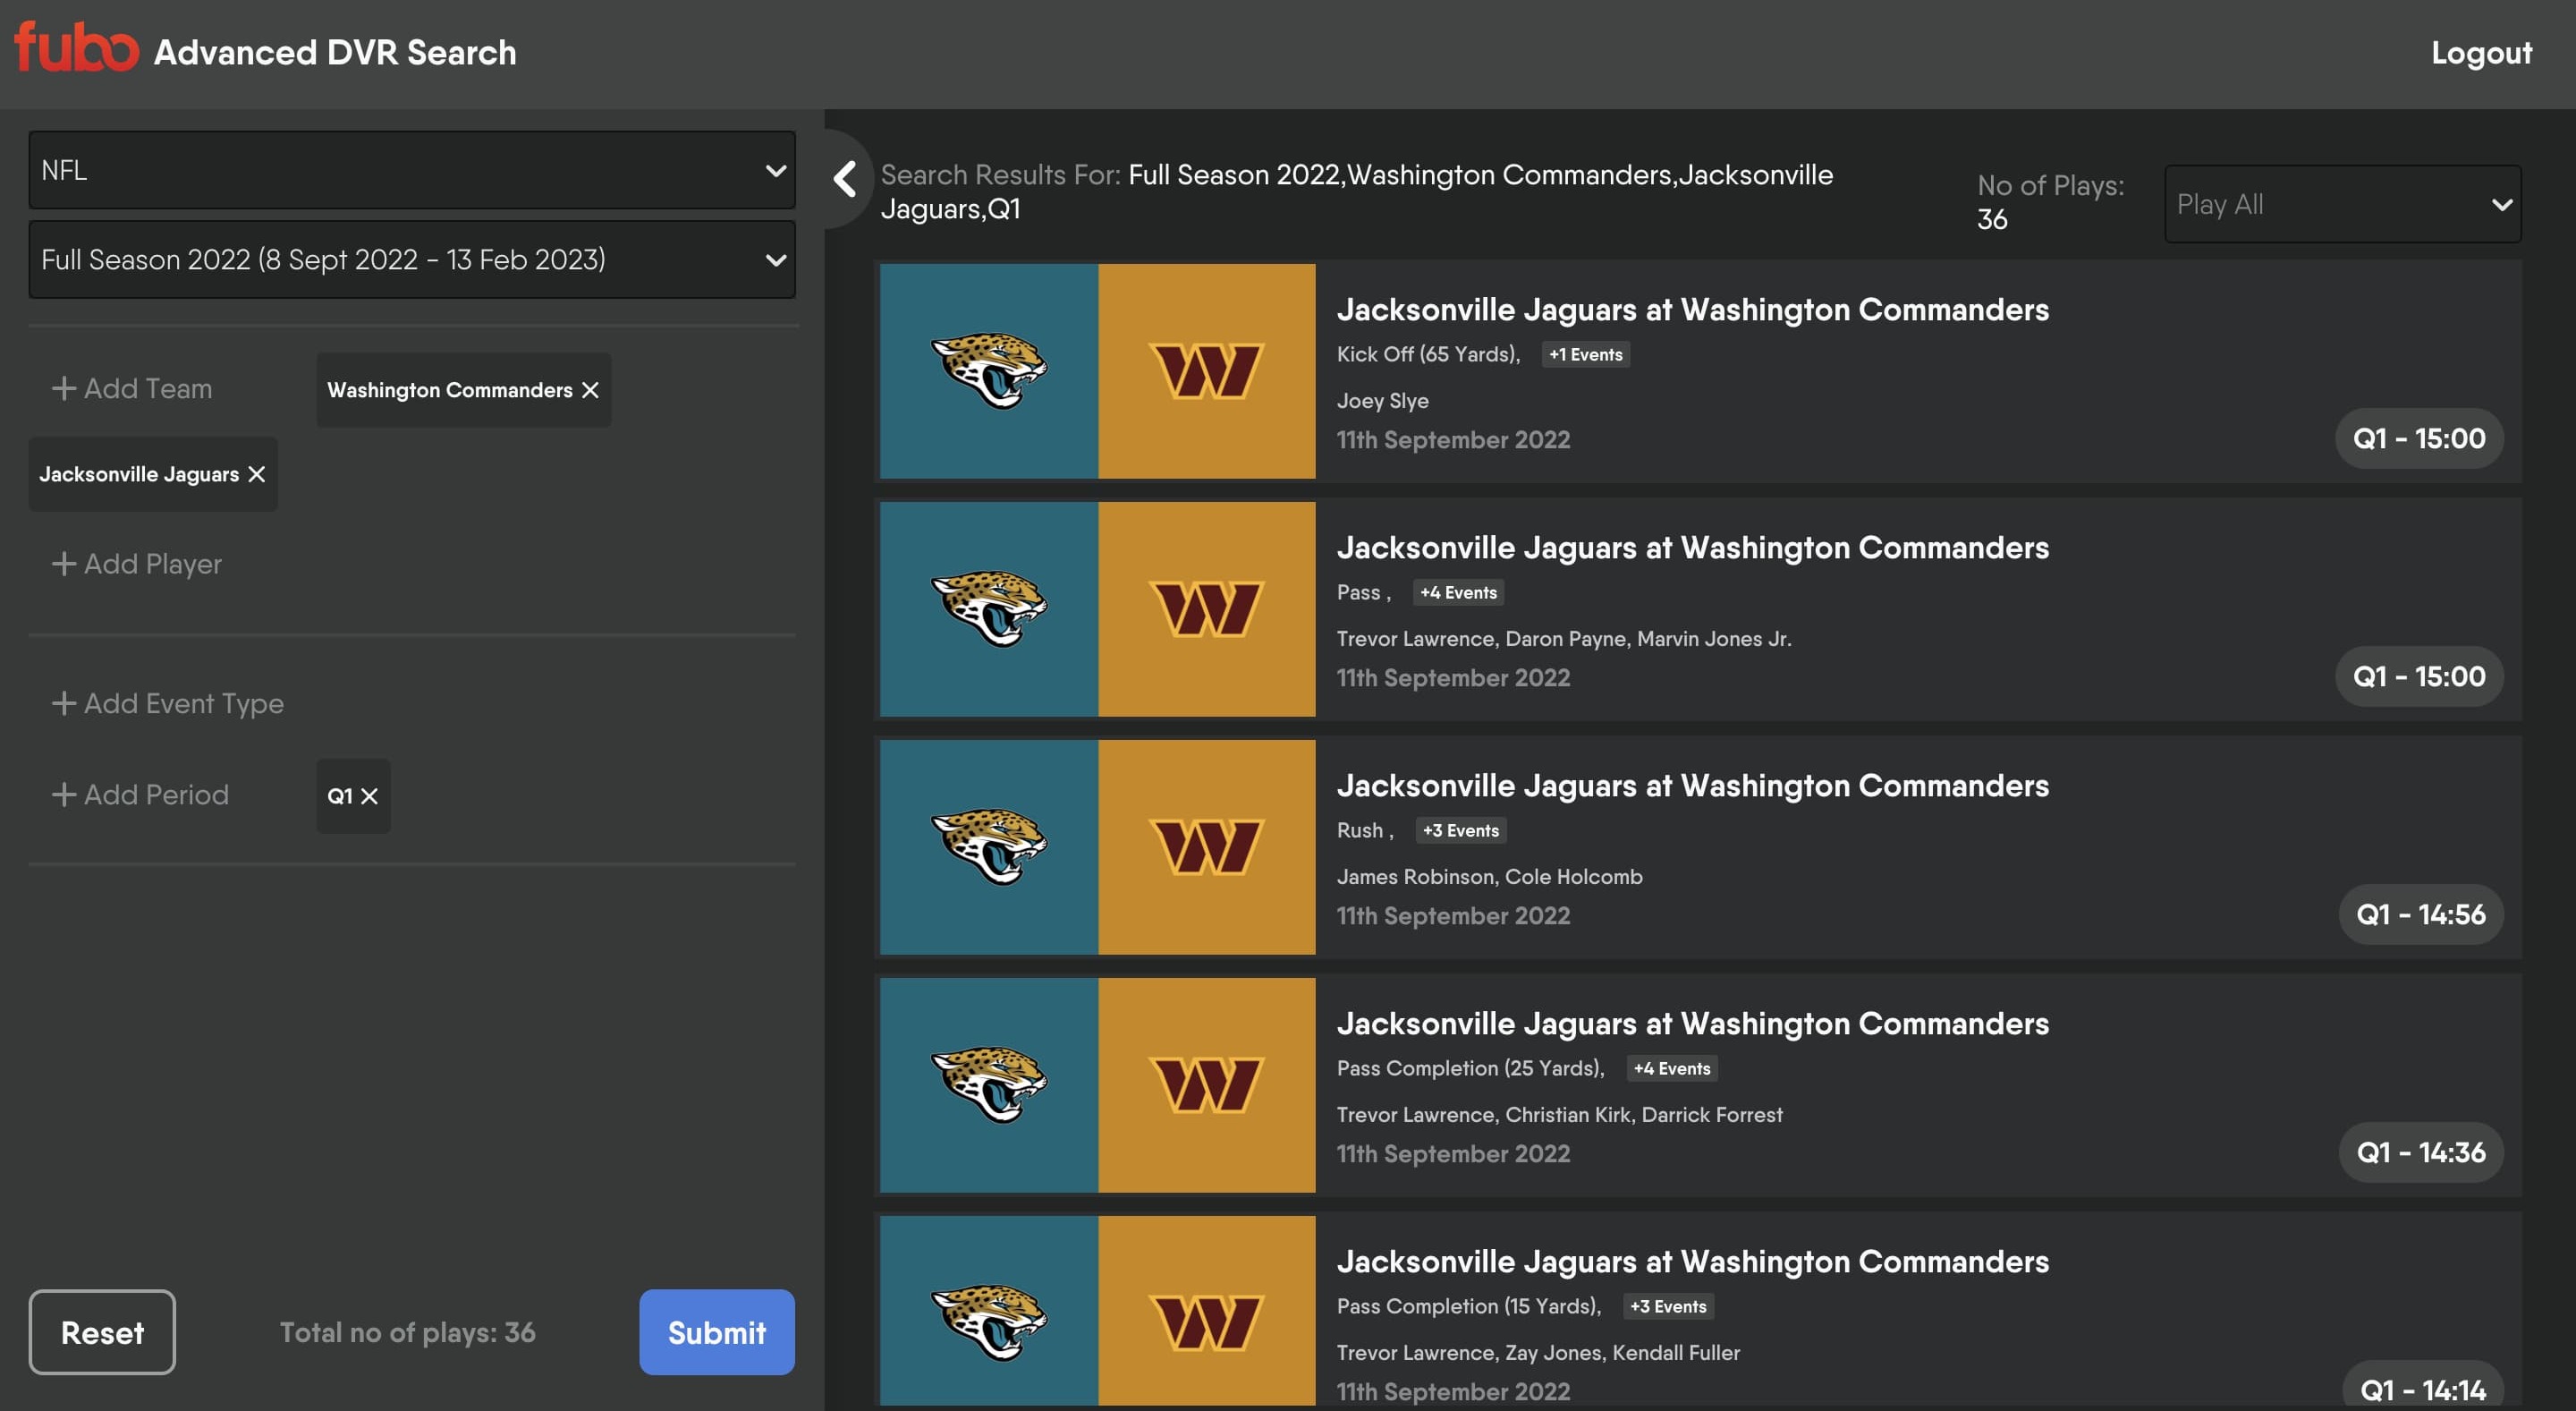 fubo Advanced DVR Search
Logout
NFL
Full Season 2022 (8 Sept 2022 - 13 Feb 2023)
+ Add Team
Washington Commanders ×
Jacksonville Jaguars ×
+ Add Player
+ Add Event Type
+ Add Period
Q1 ×
Reset
Total no of plays: 36
Submit
Search Results For: Full Season 2022,Washington Commanders,Jacksonville
Jaguars,Q1
No of Plays:
36
Play All
Jacksonville Jaguars at Washington Commanders
Kick Off (65 Yards), +1 Events
Joey Slye
11th September 2022
Q1 - 15:00
Jacksonville Jaguars at Washington Commanders
Pass , +4 Events
Trevor Lawrence, Daron Payne, Marvin Jones Jr.
11th September 2022
Q1 - 15:00
Jacksonville Jaguars at Washington Commanders
Rush , +3 Events
James Robinson, Cole Holcomb
11th September 2022
Q1 - 14:56
Jacksonville Jaguars at Washington Commanders
Pass Completion (25 Yards), +4 Events
Trevor Lawrence, Christian Kirk, Darrick Forrest
11th September 2022
Q1 - 14:36
Jacksonville Jaguars at Washington Commanders
Pass Completion (15 Yards), +3 Events
Trevor Lawrence, Zay Jones, Kendall Fuller
11th September 2022
Q1 - 14:14